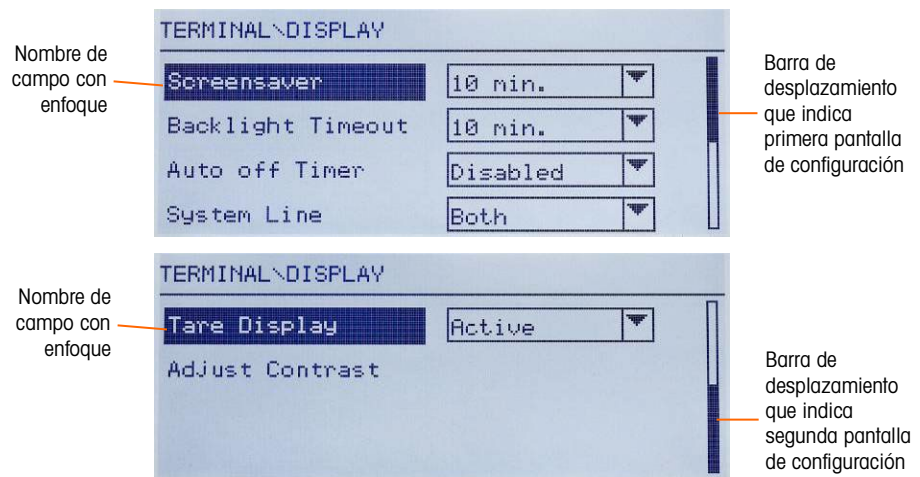 TERMINAL\DISPLAY
Nombre de
campo con
enfoque
Screensaver
10 min.
Backlight Timeout
10 min.
Auto off Timer
Disabled
System Line
Both
Barra de
desplazamiento
que indica
primera pantalla
de configuración
TERMINAL\DISPLAY
Nombre de
campo con
enfoque
Tare Display
Active
Adjust Contrast
Barra de
desplazamiento
que indica
segunda pantalla
de configuración